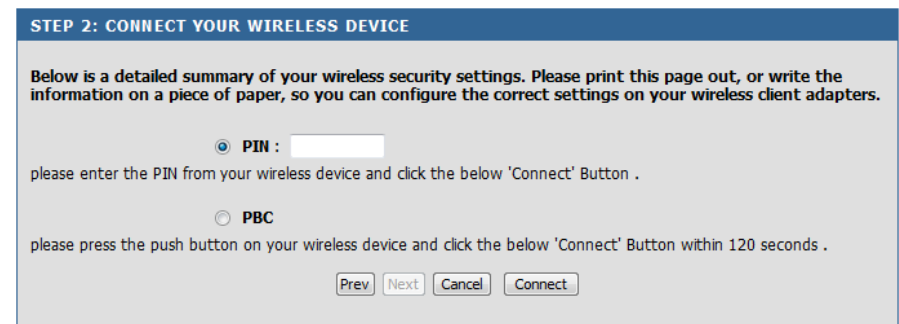 STEP 2: CONNECT YOUR WIRELESS DEVICE
Below is a detailed summary of your wireless security settings. Please print this page out, or write the
information on a piece of paper, so you can configure the correct settings on your wireless client adapters.
PIN :
please enter the PIN from your wireless device and click the below 'Connect' Button .
PBC
please press the push button on your wireless device and click the below 'Connect' Button within 120 seconds .
Prev Next Cancel Connect